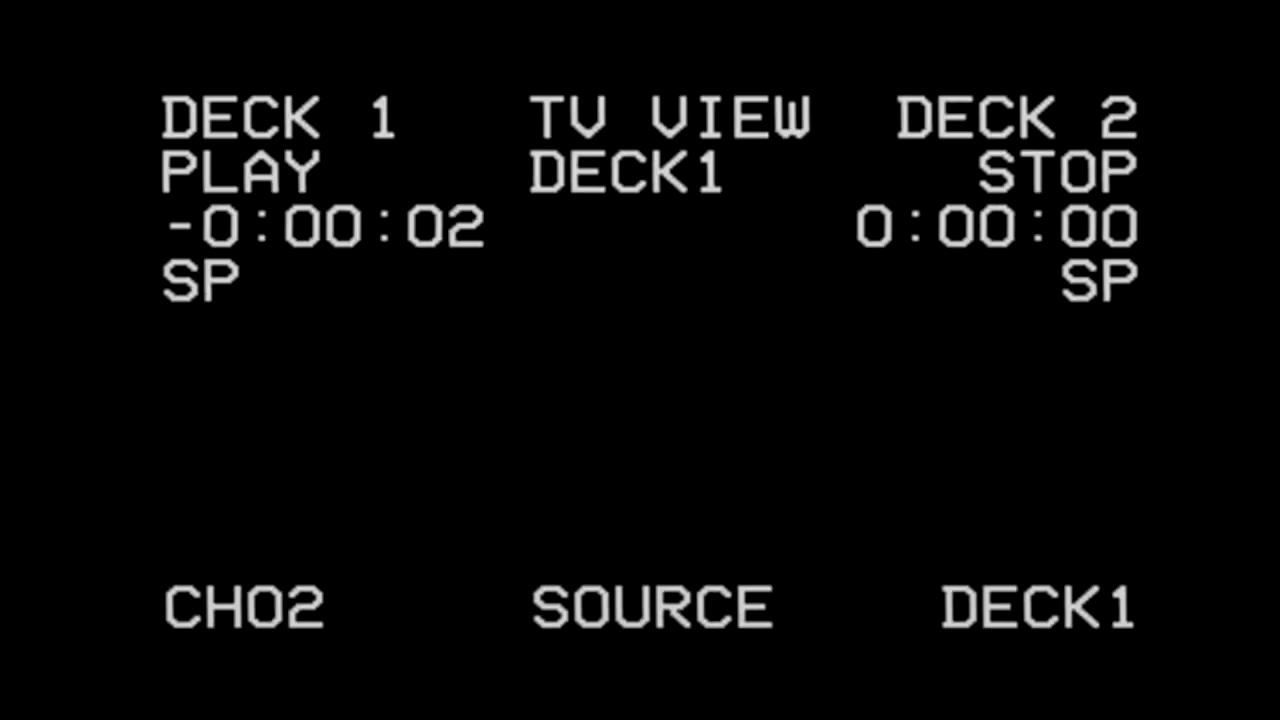 DECK 1 TV VIEW DECK 2
PLAY DECK1 STOP
-0:00:02 0:00:00
SP SP
CH02 SOURCE DECK1